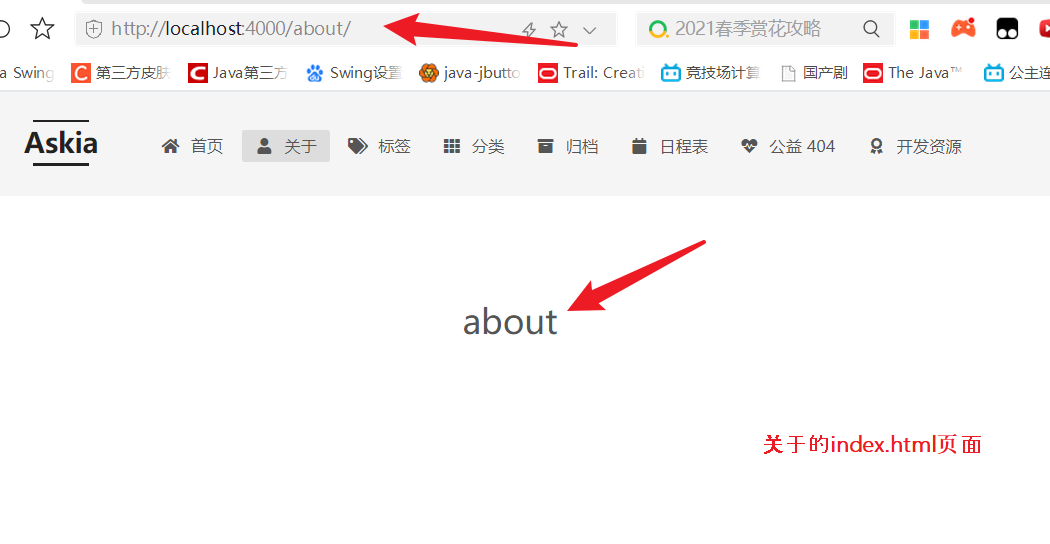 http://localhost:4000/about/ 2021春季赏花攻略
a Swing 第三方皮肤 Java第三方 Swing设置 java-jbutto Trail: Creati 竞技场计算 国产剧 The Java™ 公主连
Askia 首页 关于 标签 分类 归档 日程表 公益 404 开发资源
about
关于的index.html页面